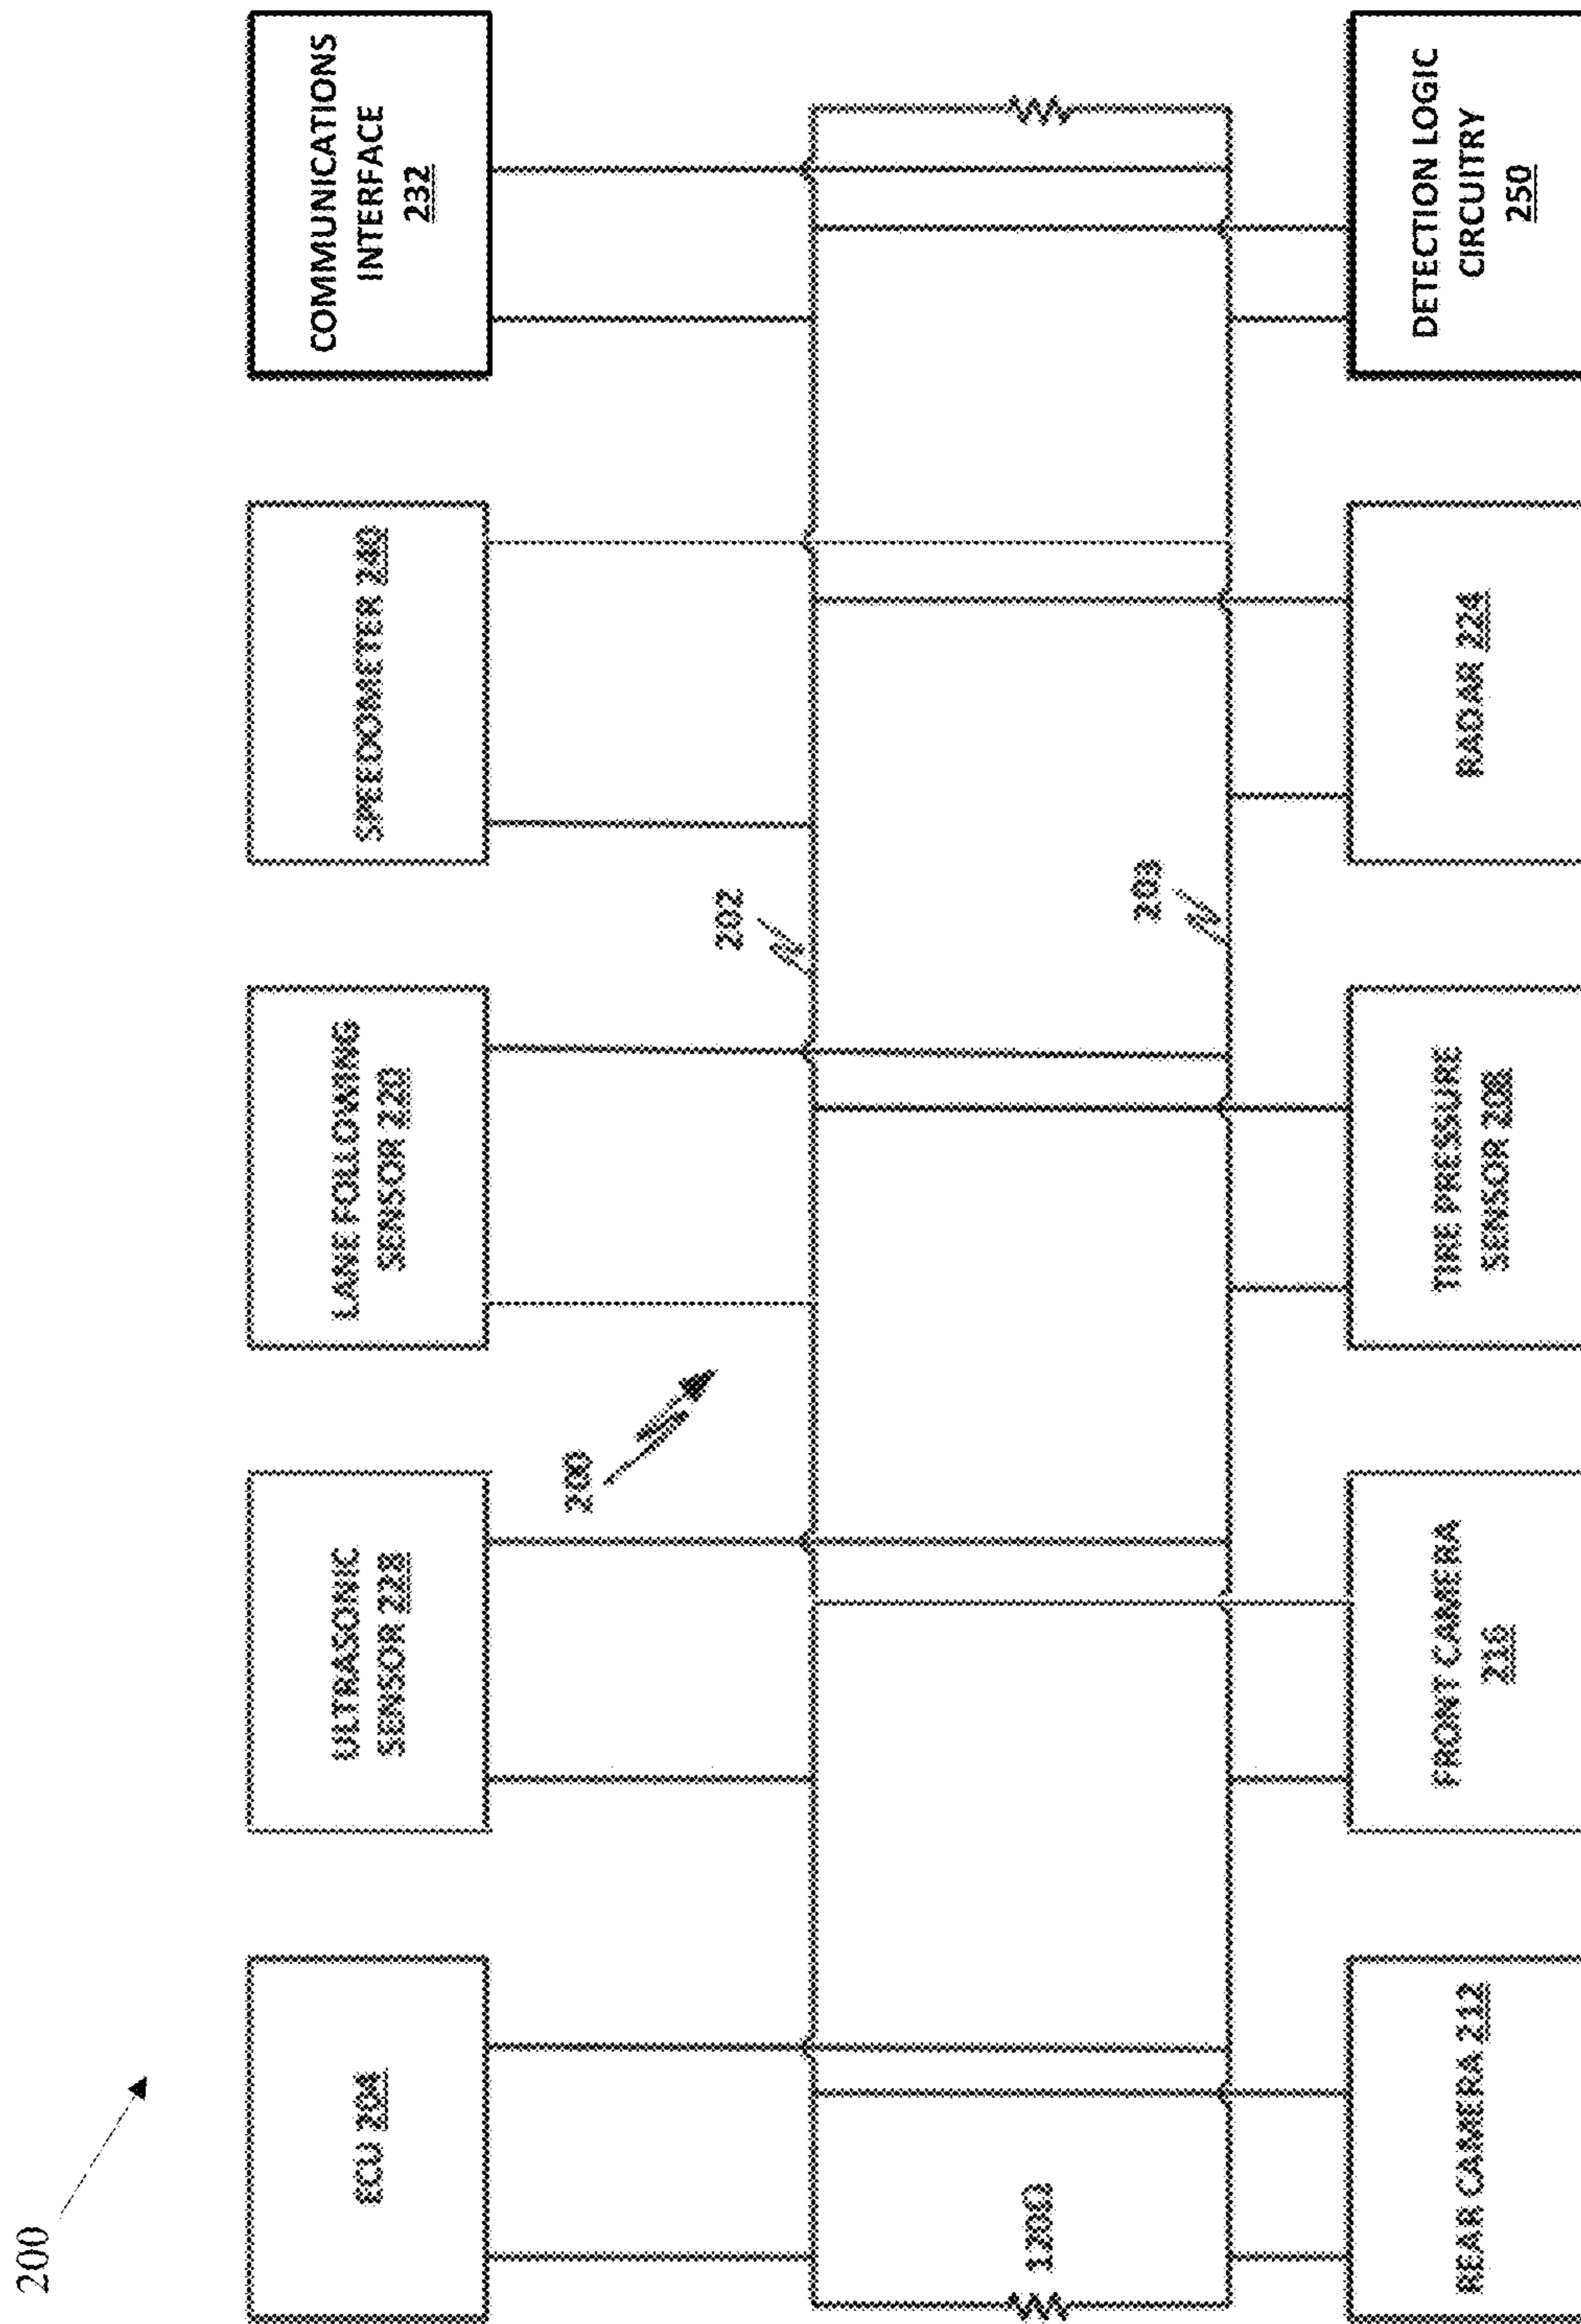 200
ECU 204
ULTRASONIC
SENSOR 228
LANE FOLLOWING
SENSOR 220
SPEEDOMETER 240
COMMUNICATIONS
INTERFACE
232
200
202
203
120Ω
REAR CAMERA 212
FRONT CAMERA
216
TIRE PRESSURE
SENSOR 208
RADAR 224
DETECTION LOGIC
CIRCUITRY
250